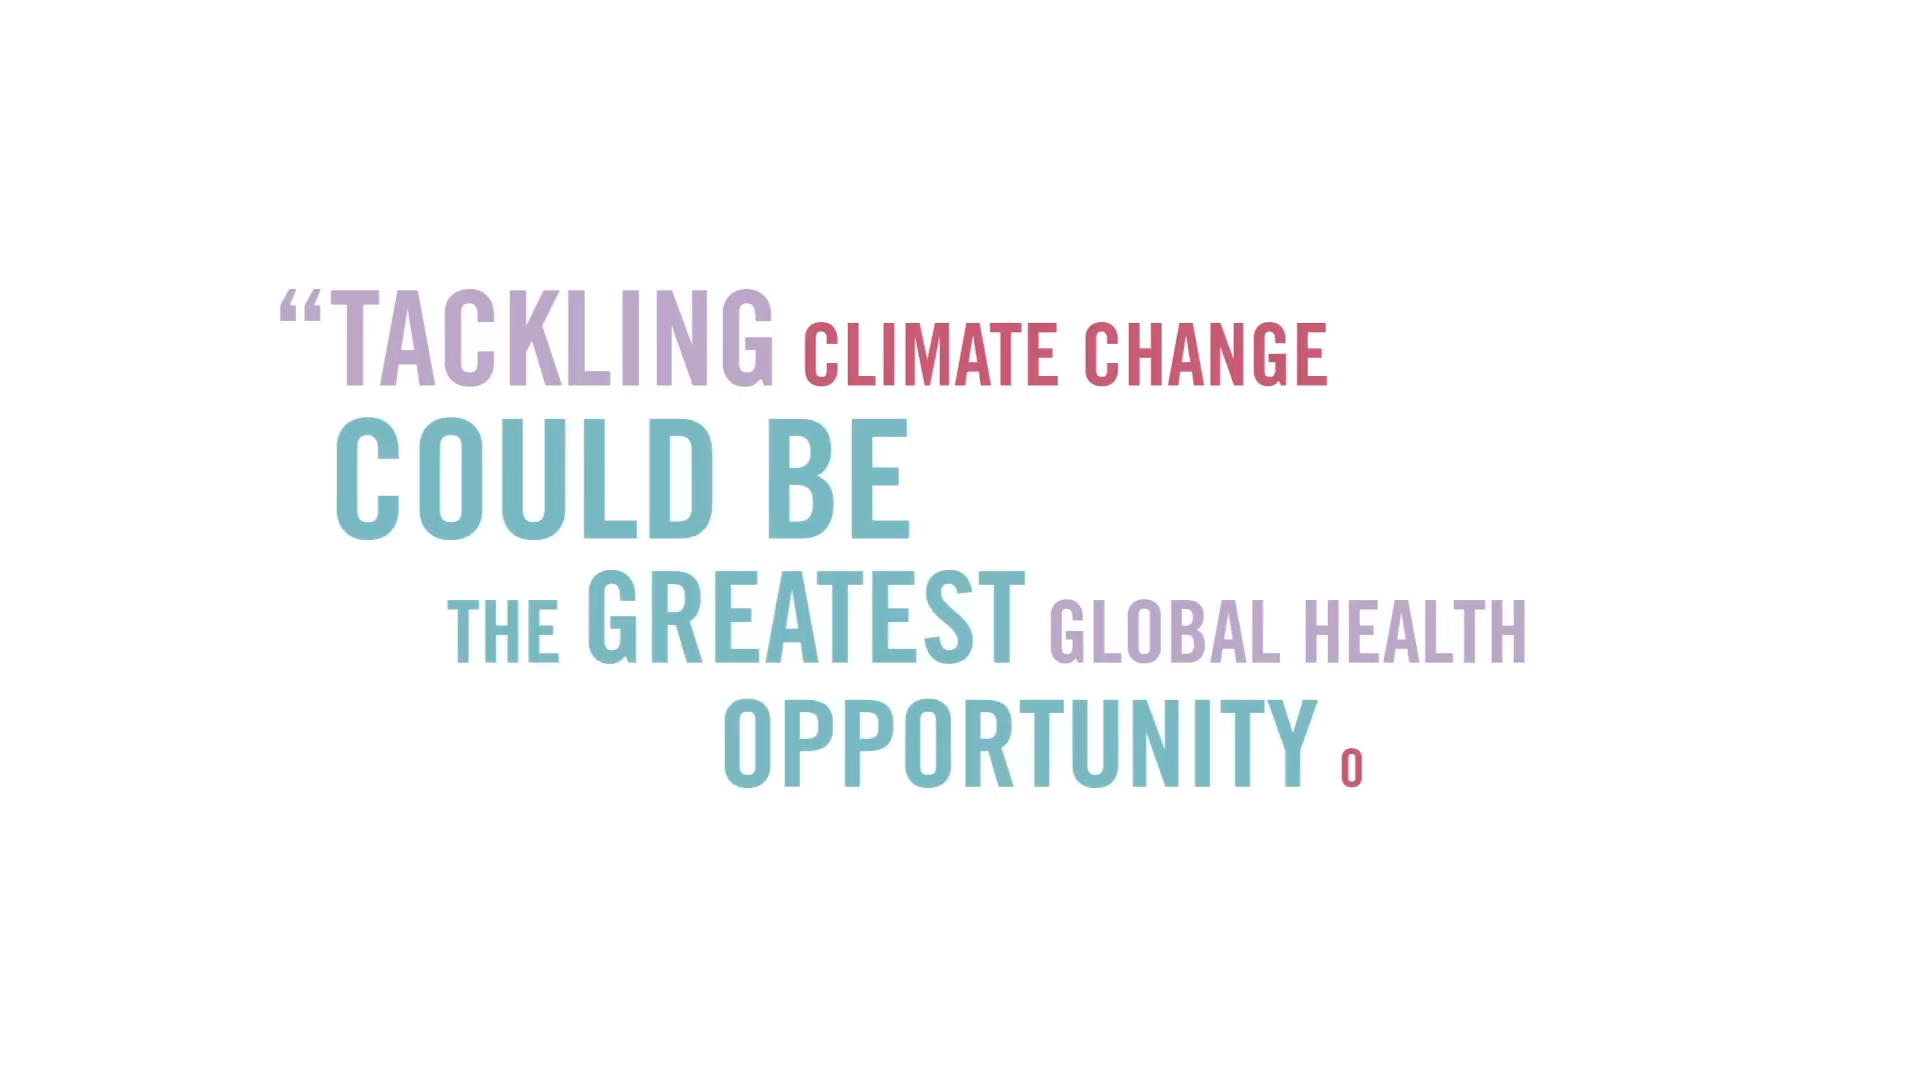 “TACKLING CLIMATE CHANGE
COULD BE
THE GREATEST GLOBAL HEALTH
OPPORTUNITY O